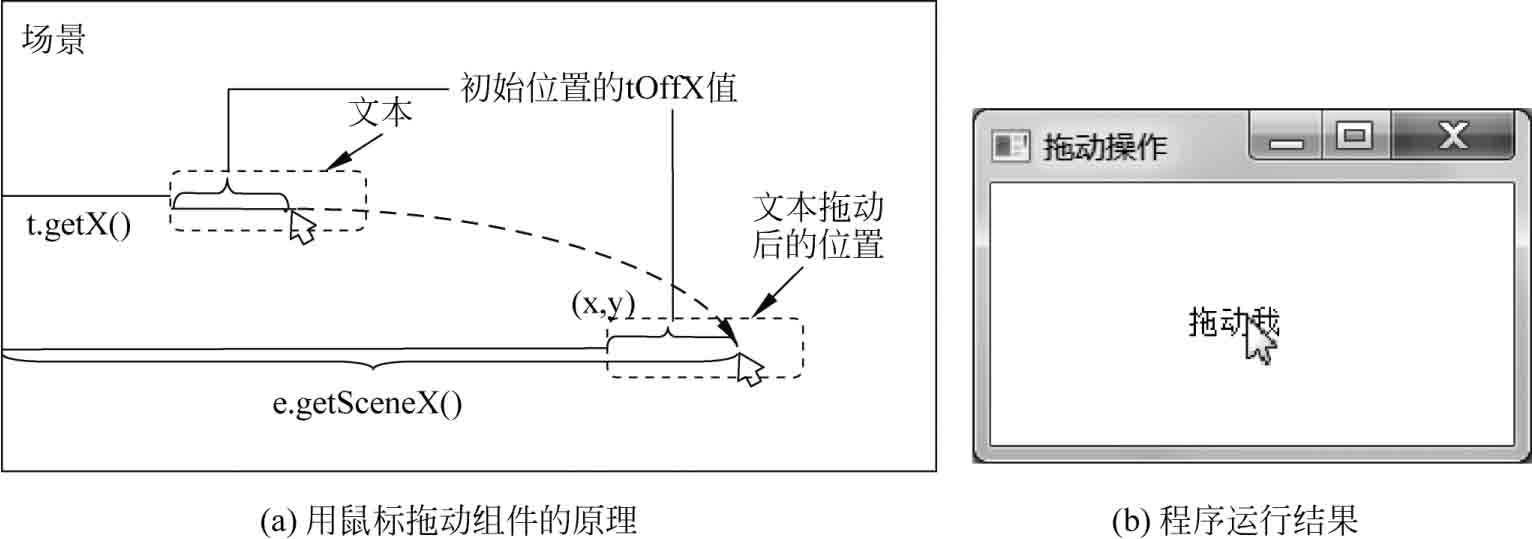 场景
初始位置的tOffX值
文本
t.getX()
文本拖动
后的位置
(x,y)
e.getSceneX()
(a) 用鼠标拖动组件的原理
拖动操作
拖动我
(b) 程序运行结果